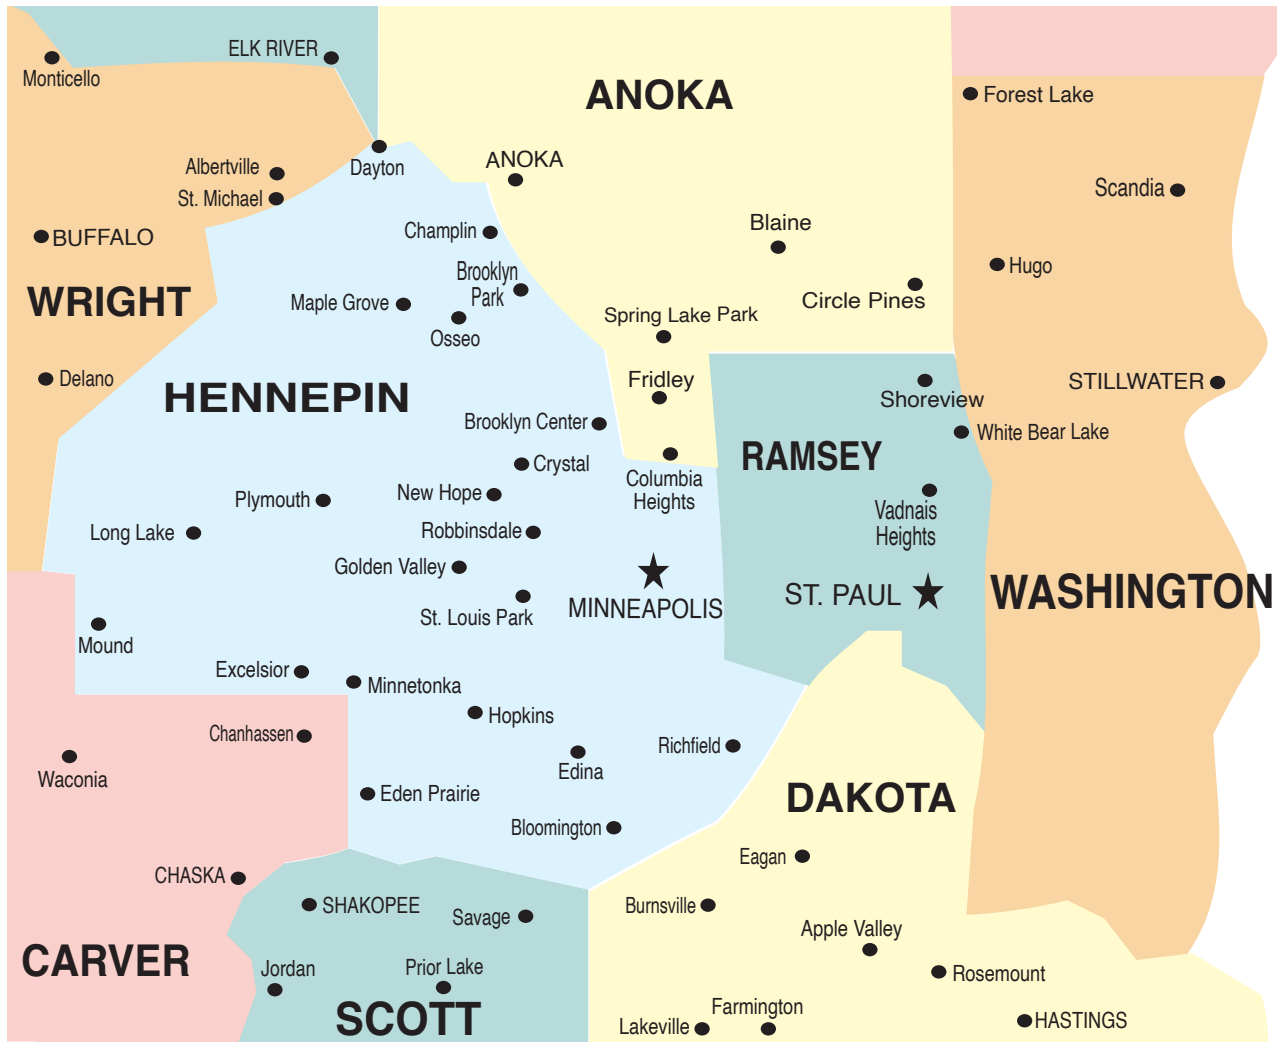 ELK RIVER
Monticello
ANOKA
Forest Lake
Albertville
Dayton
ANOKA
St. Michael
Scandia
BUFFALO
Champlin
Blaine
Hugo
Brooklyn
Park
WRIGHT
Maple Grove
Osseo
Spring Lake Park
Circle Pines
Delano
HENNEPIN
Fridley
Shoreview
STILLWATER
Brooklyn Center
White Bear Lake
RAMSEY
Crystal
Columbia
Heights
Plymouth
New Hope
Vadnais
Heights
Long Lake
Robbinsdale
Golden Valley
MINNEAPOLIS
ST. PAUL
WASHINGTON
St. Louis Park
Mound
Excelsior
Minnetonka
Hopkins
Chanhassen
Richfield
Waconia
Edina
Eden Prairie
DAKOTA
Bloomington
Eagan
CHASKA
SHAKOPEE
Savage
Burnsville
Apple Valley
CARVER
Jordan
Prior Lake
Rosemount
SCOTT
Farmington
Lakeville
HASTINGS